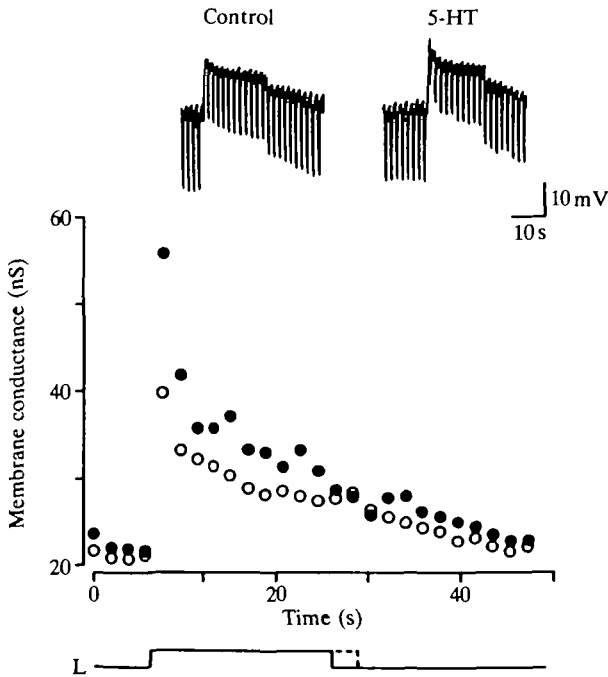 Control
5-HT
10 mV
10 s
60
40
20
Membrane conductance (nS)
0
20
40
Time (s)
L